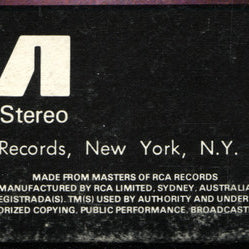 Stereo
Records, New York, N.Y.
MADE FROM MASTERS OF RCA RECORDS
MANUFACTURED BY RCA LIMITED, SYDNEY, AUSTRALIA
REGISTRADA(S). TM(S) USED BY AUTHORITY AND UNDER
ORIZED COPYING, PUBLIC PERFORMANCE, BROADCAST